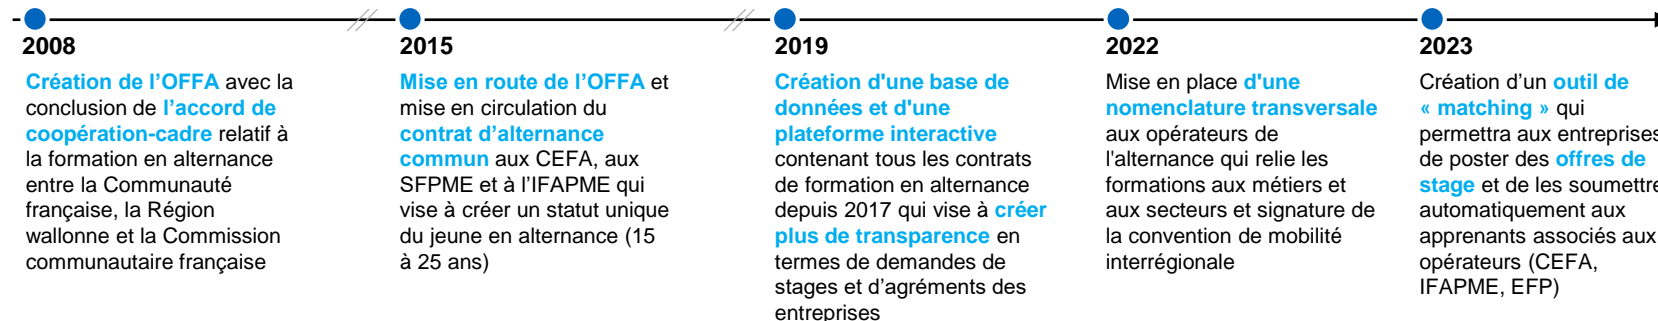 2008
Création de l’OFFA avec la
conclusion de l’accord de
coopération-cadre relatif à
la formation en alternance
entre la Communauté
française, la Région
wallonne et la Commission
communautaire française
2015
Mise en route de l’OFFA et
mise en circulation du
contrat d’alternance
commun aux CEFA, aux
SFPME et à l’IFAPME qui
vise à créer un statut unique
du jeune en alternance (15
à 25 ans)
2019
Création d'une base de
données et d'une
plateforme interactive
contenant tous les contrats
de formation en alternance
depuis 2017 qui vise à créer
plus de transparence en
termes de demandes de
stages et d’agréments des
entreprises
2022
Mise en place d'une
nomenclature transversale
aux opérateurs de
l'alternance qui relie les
formations aux métiers et
aux secteurs et signature de
la convention de mobilité
interrégionale
2023
Création d’un outil de
« matching » qui
permettra aux entreprises
de poster des offres de
stage et de les soumettre
automatiquement aux
apprenants associés aux
opérateurs (CEFA,
IFAPME, EFP)